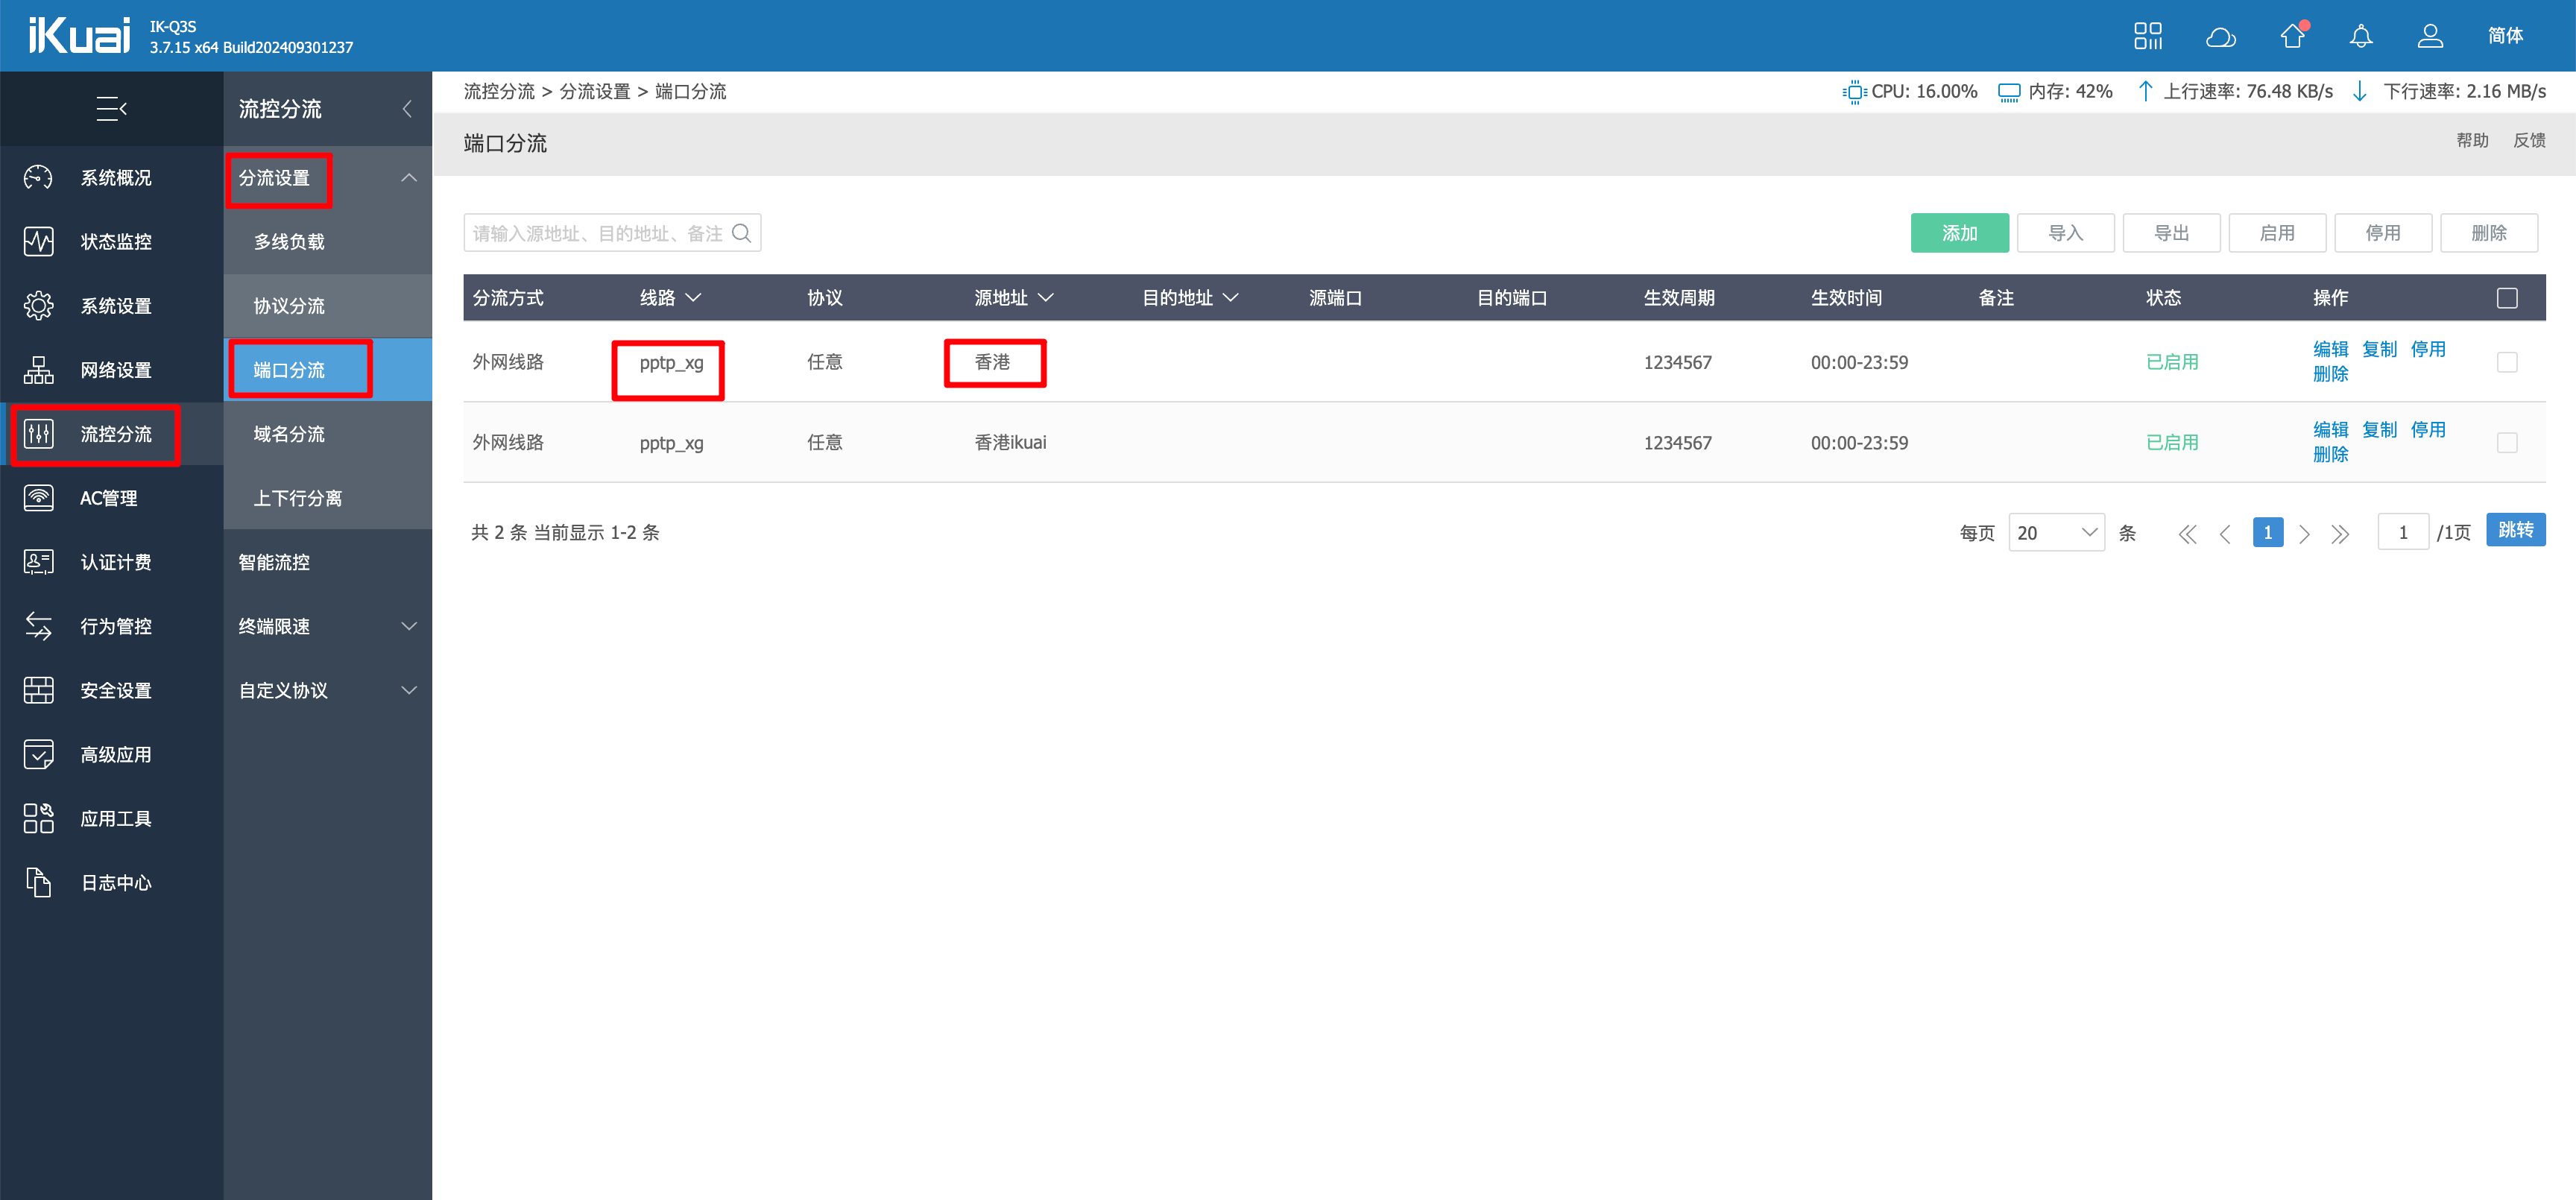 iKuai
IK-Q3S
3.7.15 x64 Build202409301237
简体
流控分流 > 分流设置 > 端口分流
CPU: 16.00% 内存: 42% 上行速率: 76.48 KB/s 下行速率: 2.16 MB/s
端口分流
帮助 反馈
系统概况
状态监控
系统设置
网络设置
流控分流
AC管理
认证计费
行为管控
安全设置
高级应用
应用工具
日志中心
流控分流
分流设置
多线负载
协议分流
端口分流
域名分流
上下行分离
智能流控
终端限速
自定义协议
请输入源地址、目的地址、备注
添加 导入 导出 启用 停用 删除
分流方式 线路 协议 源地址 目的地址 源端口 目的端口 生效周期 生效时间 备注 状态 操作
外网线路 pptp_xg 任意 香港 1234567 00:00-23:59 已启用 编辑 复制 停用
删除
外网线路 pptp_xg 任意 香港ikuai 1234567 00:00-23:59 已启用 编辑 复制 停用
删除
共 2 条 当前显示 1-2 条
每页 20 条 1 1 /1页 跳转